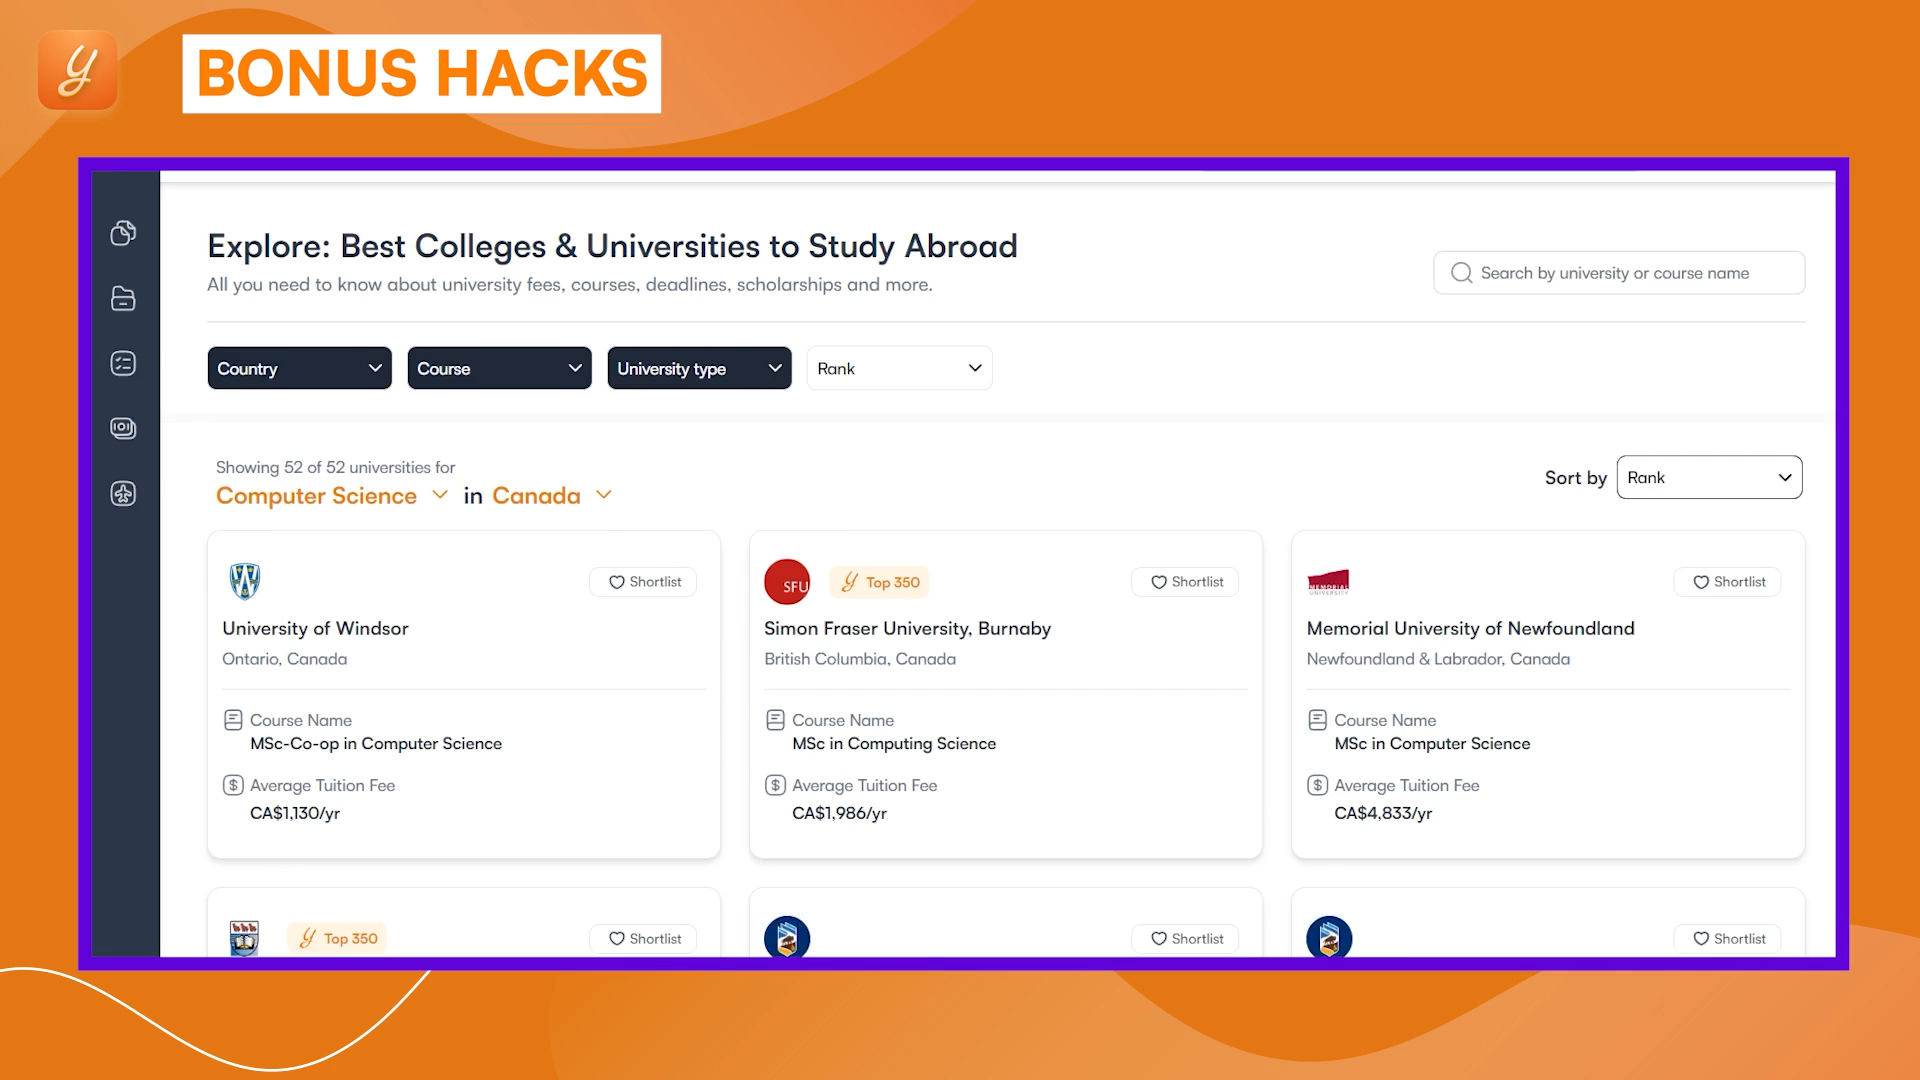 y
BONUS HACKS
Explore: Best Colleges & Universities to Study Abroad
All you need to know about university fees, courses, deadlines, scholarships and more.
Search by university or course name
Country
Course
University type
Rank
Showing 52 of 52 universities for
Computer Science in Canada
Sort by Rank
Shortlist
University of Windsor
Ontario, Canada
Course Name
MSc-Co-op in Computer Science
Average Tuition Fee
CA$1,130/yr
SFU
y Top 350
Shortlist
Simon Fraser University, Burnaby
British Columbia, Canada
Course Name
MSc in Computing Science
Average Tuition Fee
CA$1,986/yr
MEMORIAL
UNIVERSITY
Shortlist
Memorial University of Newfoundland
Newfoundland & Labrador, Canada
Course Name
MSc in Computer Science
Average Tuition Fee
CA$4,833/yr
y Top 350
Shortlist
Shortlist
Shortlist